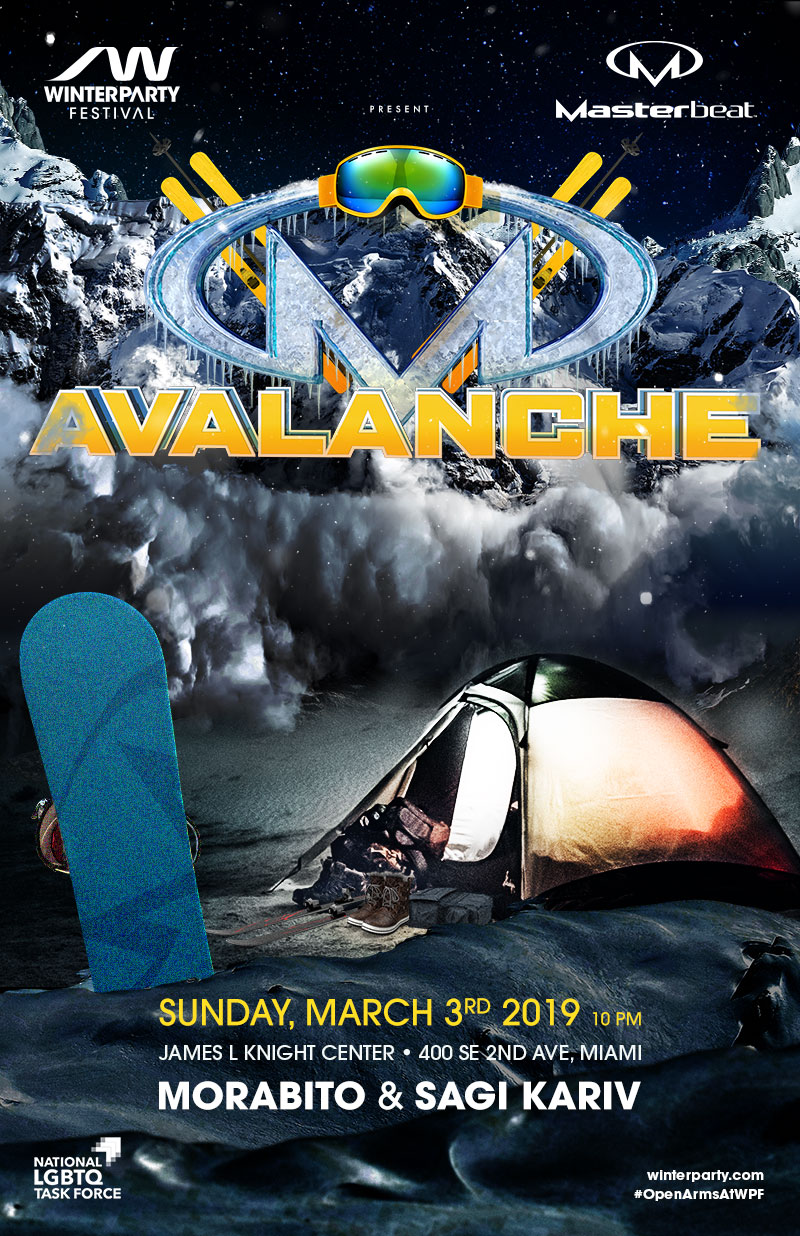 WINTERPARTY
FESTIVAL
PRESENT
Masterbeat
AVALANCHE
SUNDAY, MARCH 3RD 2019 10 PM
JAMES L KNIGHT CENTER • 400 SE 2ND AVE, MIAMI
MORABITO & SAGI KARIV
NATIONAL
LGBTQ
TASK FORCE
winterparty.com
#OpenArmsAtWPF